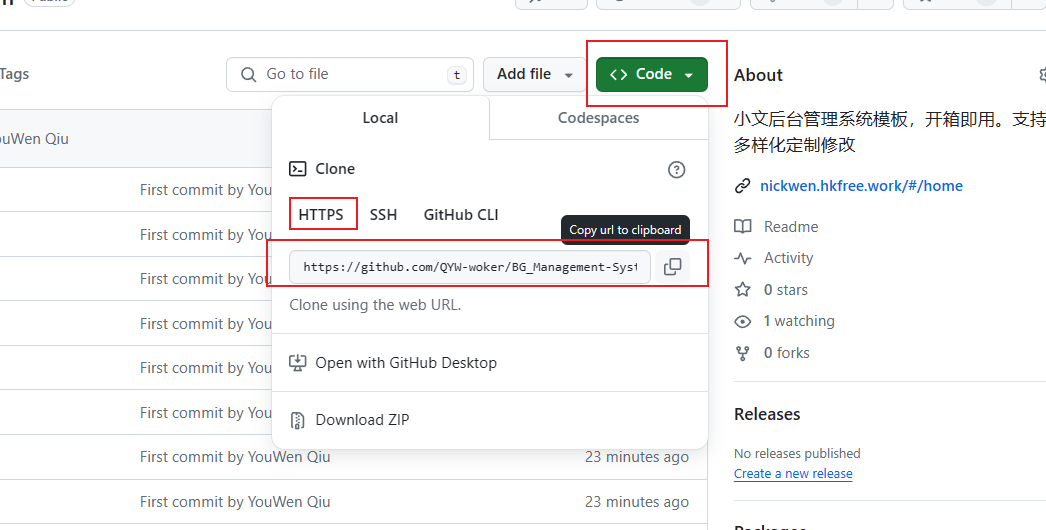 Tags
Go to file
t
Add file
Code
About
Local
Codespaces
小文后台管理系统模板，开箱即用。支持
多样化定制修改
Clone
nickwen.hkfree.work/#/home
HTTPS
SSH
GitHub CLI
Copy url to clipboard
https://github.com/QYW-woker/BG_Management-Syst
Clone using the web URL.
Open with GitHub Desktop
Download ZIP
ouWen Qiu
First commit by You
First commit by You
First commit by You
First commit by You
First commit by You
First commit by You
First commit by YouWen Qiu
23 minutes ago
First commit by YouWen Qiu
23 minutes ago
Readme
Activity
0 stars
1 watching
0 forks
Releases
No releases published
Create a new release
Packages